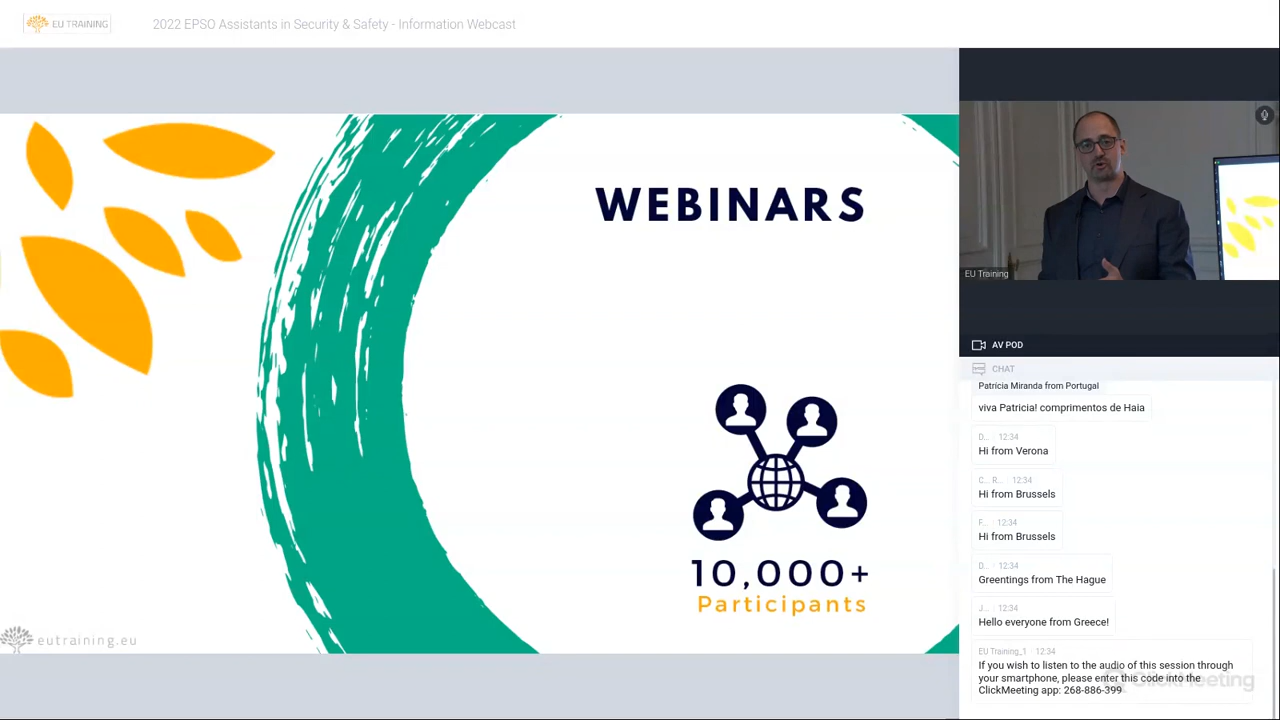 EU TRAINING
2022 EPSO Assistants in Security & Safety - Information Webcast
WEBINARS
10,000+
Participants
eutraining.eu
EU Training
AV POD
CHAT
Patrícia Miranda from Portugal
viva Patricia! comprimentos de Haia
D... 12:34
Hi from Verona
C... R... 12:34
Hi from Brussels
F... 12:34
Hi from Brussels
D... 12:34
Greentings from The Hague
J... 12:34
Hello everyone from Greece!
EU Training_1 12:34
If you wish to listen to the audio of this session through
your smartphone, please enter this code into the
ClickMeeting app: 268-886-399
ClickMeeting